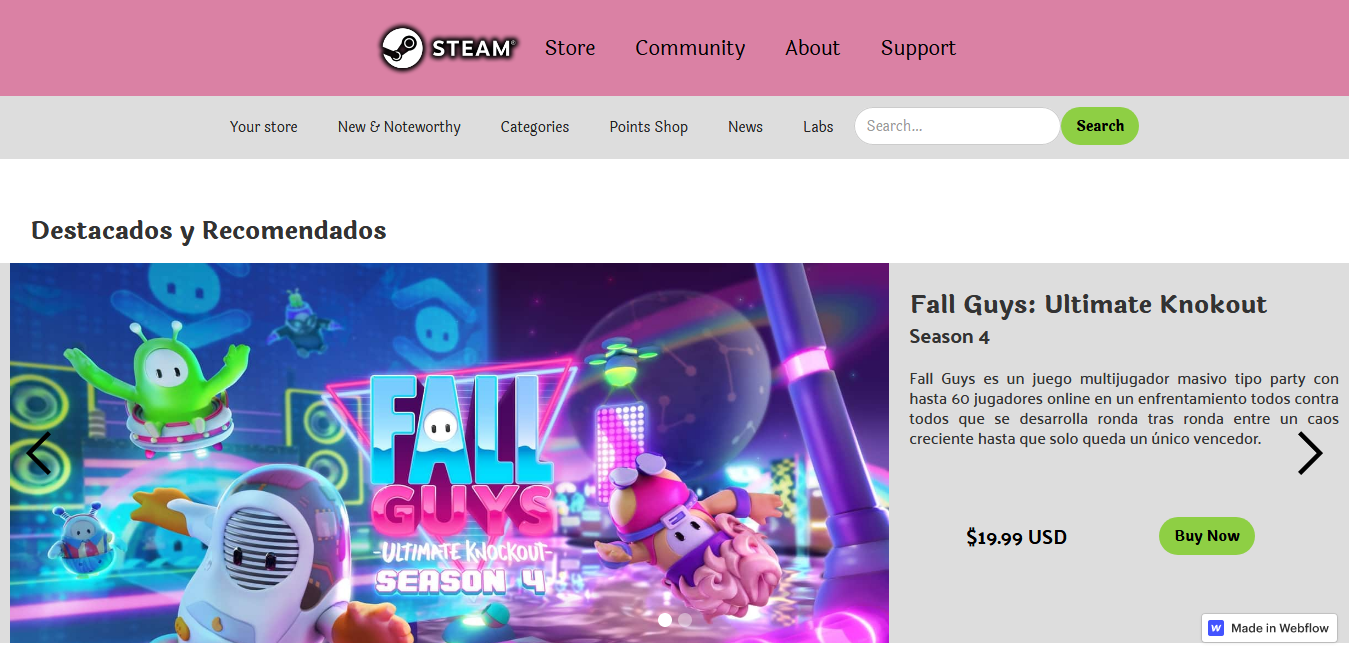 STEAM®
Store
Community
About
Support
Your store
New & Noteworthy
Categories
Points Shop
News
Labs
Search...
Search
Destacados y Recomendados
FALL
GUYS
-ULTIMATE KNOCKOUT-
SEASON 4
Fall Guys: Ultimate Knokout
Season 4
Fall Guys es un juego multijugador masivo tipo party con
hasta 60 jugadores online en un enfrentamiento todos contra
todos que se desarrolla ronda tras ronda entre un caos
creciente hasta que solo queda un único vencedor.
$19.99 USD
Buy Now
W Made in Webflow